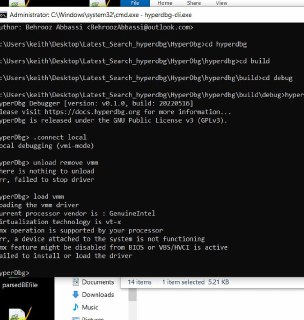 Administrator: C:\Windows\system32\cmd.exe - hyperdbg-cli.exe
uthor: Behrooz Abbassi <BehroozAbbassi@outlook.com>
:\Users\keith\Desktop\Latest_Search_hyperdbg\HyperDbg>cd hyperdbg
:\Users\keith\Desktop\Latest_Search_hyperdbg\HyperDbg\hyperdbg>cd build
:\Users\keith\Desktop\Latest_Search_hyperdbg\HyperDbg\hyperdbg\build>cd debug
:\Users\keith\Desktop\Latest_Search_hyperdbg\HyperDbg\hyperdbg\build\debug>hyper
yperDbg Debugger [version: v0.1.0, build: 20220516]
lease visit https://docs.hyperdbg.org for more information...
yperDbg is released under the GNU Public License v3 (GPLv3).
yperDbg> .connect local
ocal debugging (vmi-mode)
yperDbg> unload remove vmm
here is nothing to unload
rr, failed to stop driver
yperDbg> load vmm
oading the vmm driver
urrent processor vendor is : GenuineIntel
irtualization technology is vt-x
mx operation is supported by your processor
rr, a device attached to the system is not functioning
mx feature might be disabled from BIOS or VBS/HVCI is active
ailed to install or load the driver
yperDbg>
parsedBEfile
Documents
14 items 1 item selected 521 KB
Downloads
Music